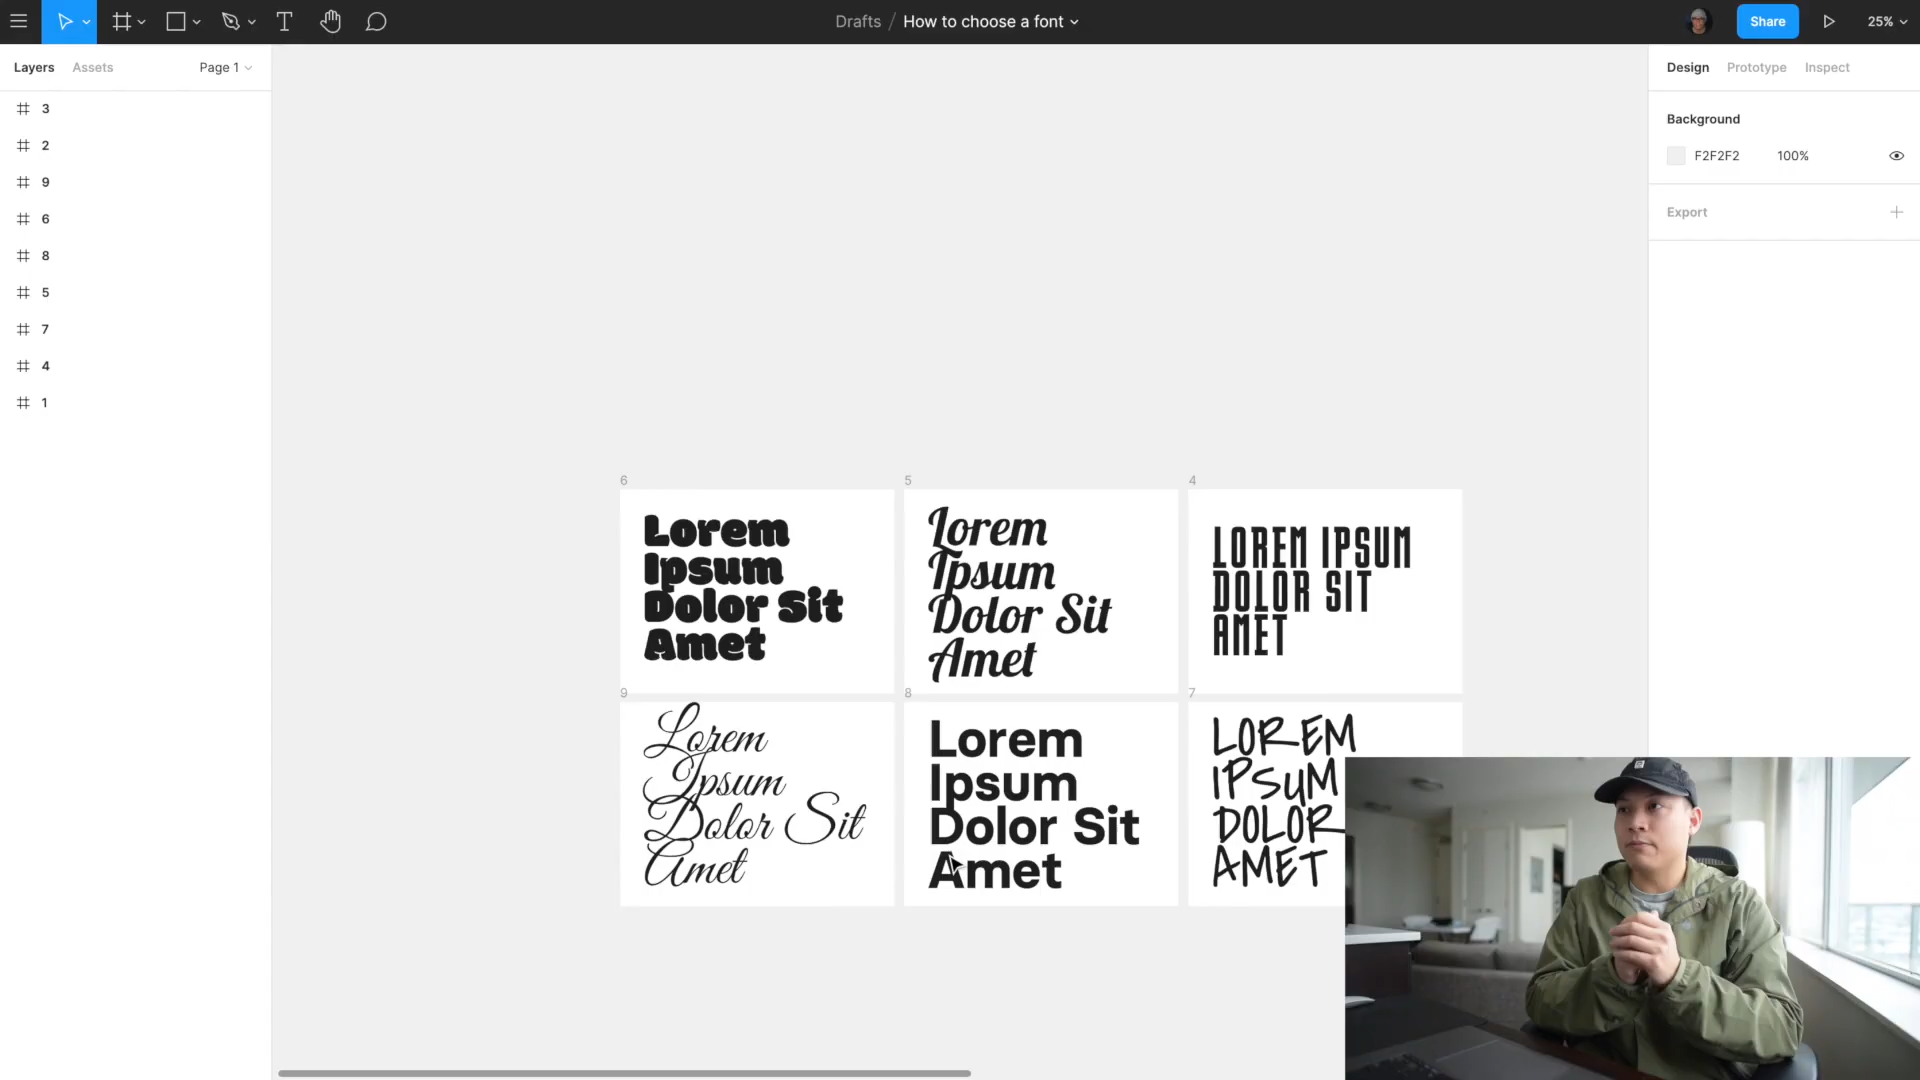 Drafts / How to choose a font
Share
25%
Layers Assets Page 1
3
2
9
6
8
5
7
4
1
Design Prototype Inspect
Background
F2F2F2 100%
Export
6
Lorem
Ipsum
Dolor Sit
Amet
5
Lorem
Ipsum
Dolor Sit
Amet
4
LOREM IPSUM
DOLOR SIT
AMET
9
Lorem
Ipsum
Dolor Sit
Amet
8
Lorem
Ipsum
Dolor Sit
Amet
7
LOREM
IPSUM
DOLOR
AMET